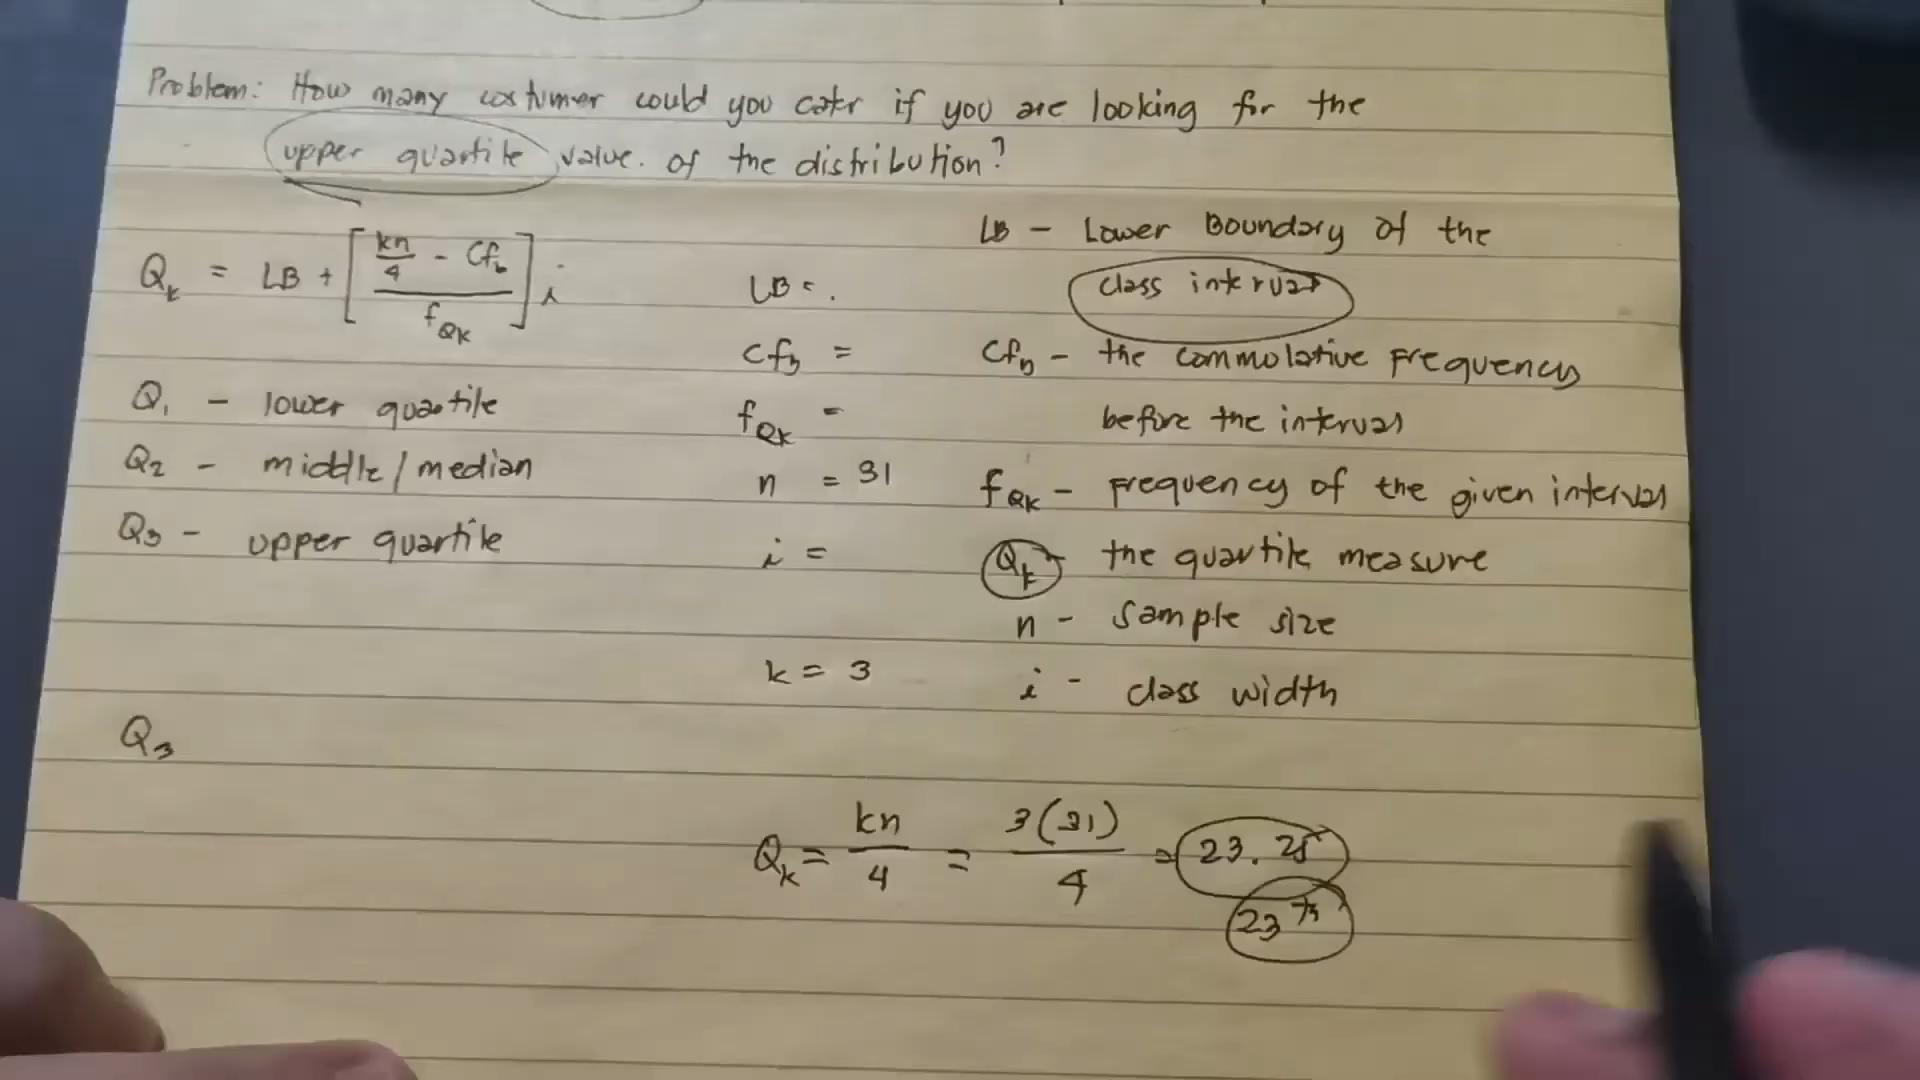 Problem: How many costumer could you catr if you are looking for the
upper quartile value. of the distribution?
Qk = LB + [kn/4 - Cfb / fQk] i
Q1 - lower quartile
Q2 - middle/median
Q3 - upper quartile
Q3
LB =.
Cfb =
fQk =
n = 31
i =
k = 3
LB - Lower Boundary of the
class interval
Cfb - the commolative Frequency
before the interval
fQk - Frequency of the given interval
Qk - the quartile measure
n - sample size
i - class width
Qk = kn/4 = 3(31)/4 = 23.25